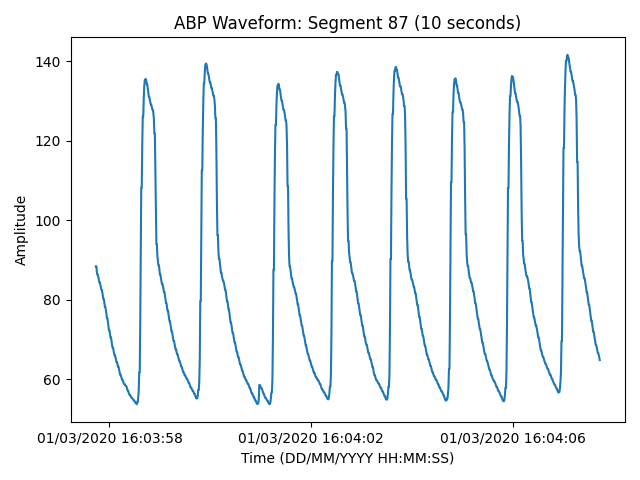 ABP Waveform: Segment 87 (10 seconds)
Amplitude
140
120
100
80
60
01/03/2020 16:03:58
01/03/2020 16:04:02
01/03/2020 16:04:06
Time (DD/MM/YYYY HH:MM:SS)